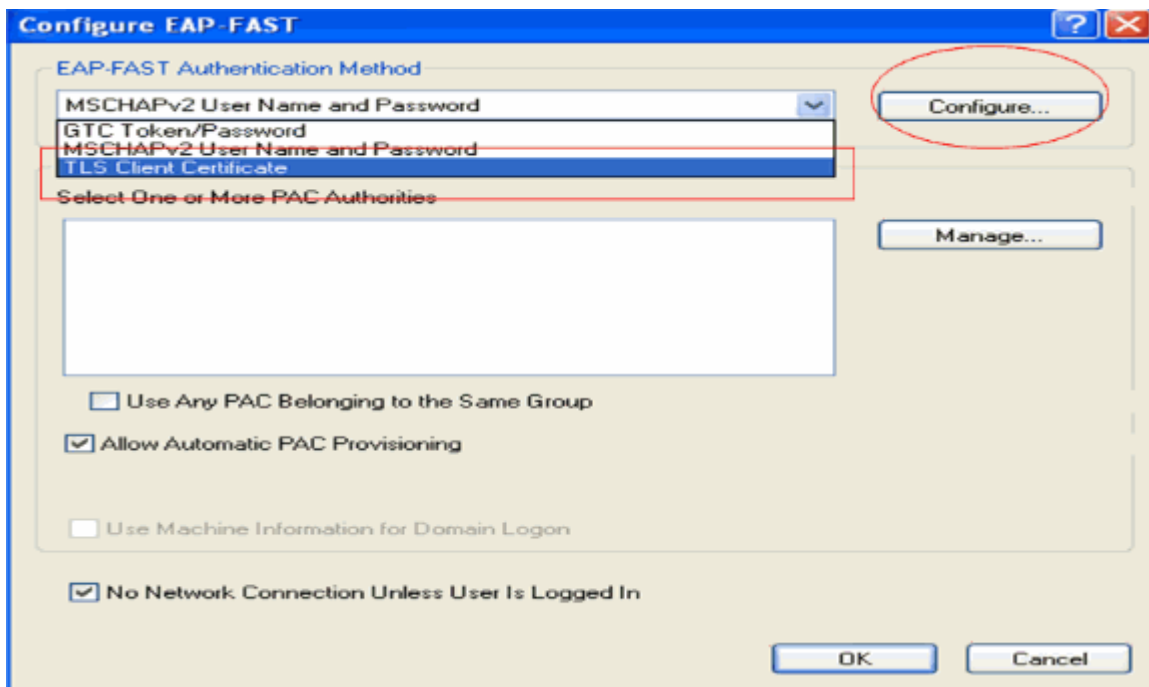 Configure EAP-FAST
EAP-FAST Authentication Method
MSCHAPv2 User Name and Password
Configure...
GTC Token/Password
MSCHAPv2 User Name and Password
TLS Client Certificate
Select One or More PAC Authorities
Manage...
Use Any PAC Belonging to the Same Group
Allow Automatic PAC Provisioning
Use Machine Information for Domain Logon
No Network Connection Unless User Is Logged In
OK
Cancel